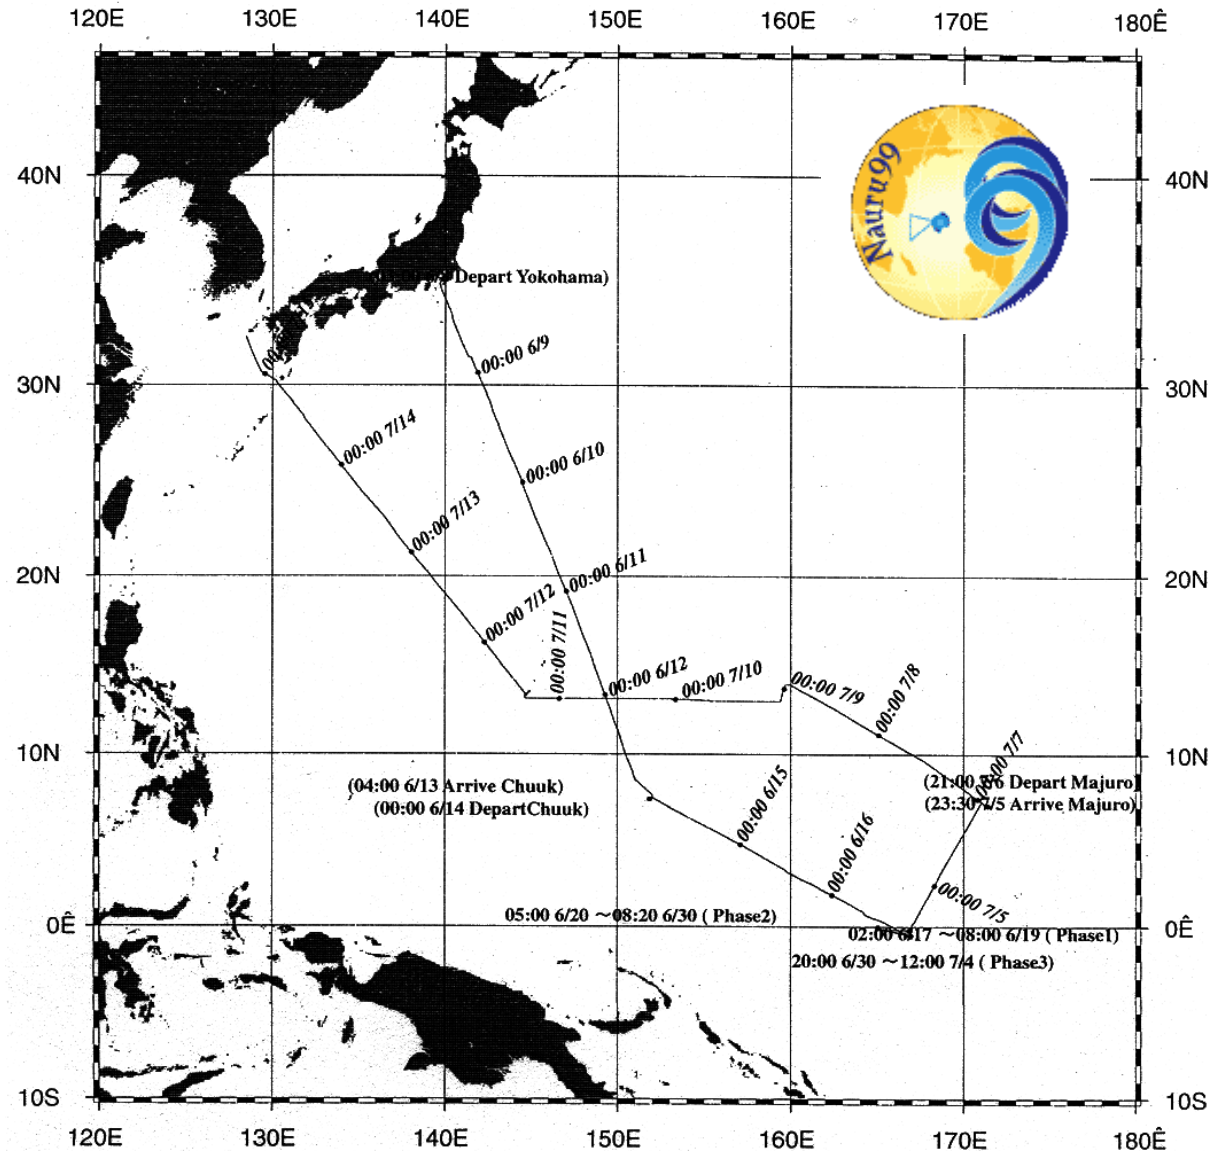 120E 130E 140E 150E 160E 170E 180Ê
Nauru99
40N 40N
Depart Yokohama)
00:00 6/9
30N 30N
00:00 7/14
00:00 6/10
00:00 7/13
20N 20N
00:00 6/11
00:00 7/12
00:00 7/11
00:00 6/12
00:00 7/10
00:00 7/9
00:00 7/8
00:00 7/7
10N 10N
(04:00 6/13 Arrive Chuuk)
(00:00 6/14 DepartChuuk)
(21:00 7/6 Depart Majuro)
(23:30 7/5 Arrive Majuro)
00:00 6/15
00:00 6/16
00:00 7/5
05:00 6/20 ～08:20 6/30 ( Phase2)
0Ê 0Ê
02:00 6/17 ～08:00 6/19 ( Phase1)
20:00 6/30 ～12:00 7/4 ( Phase3)
10S 10S
120E 130E 140E 150E 160E 170E 180Ê